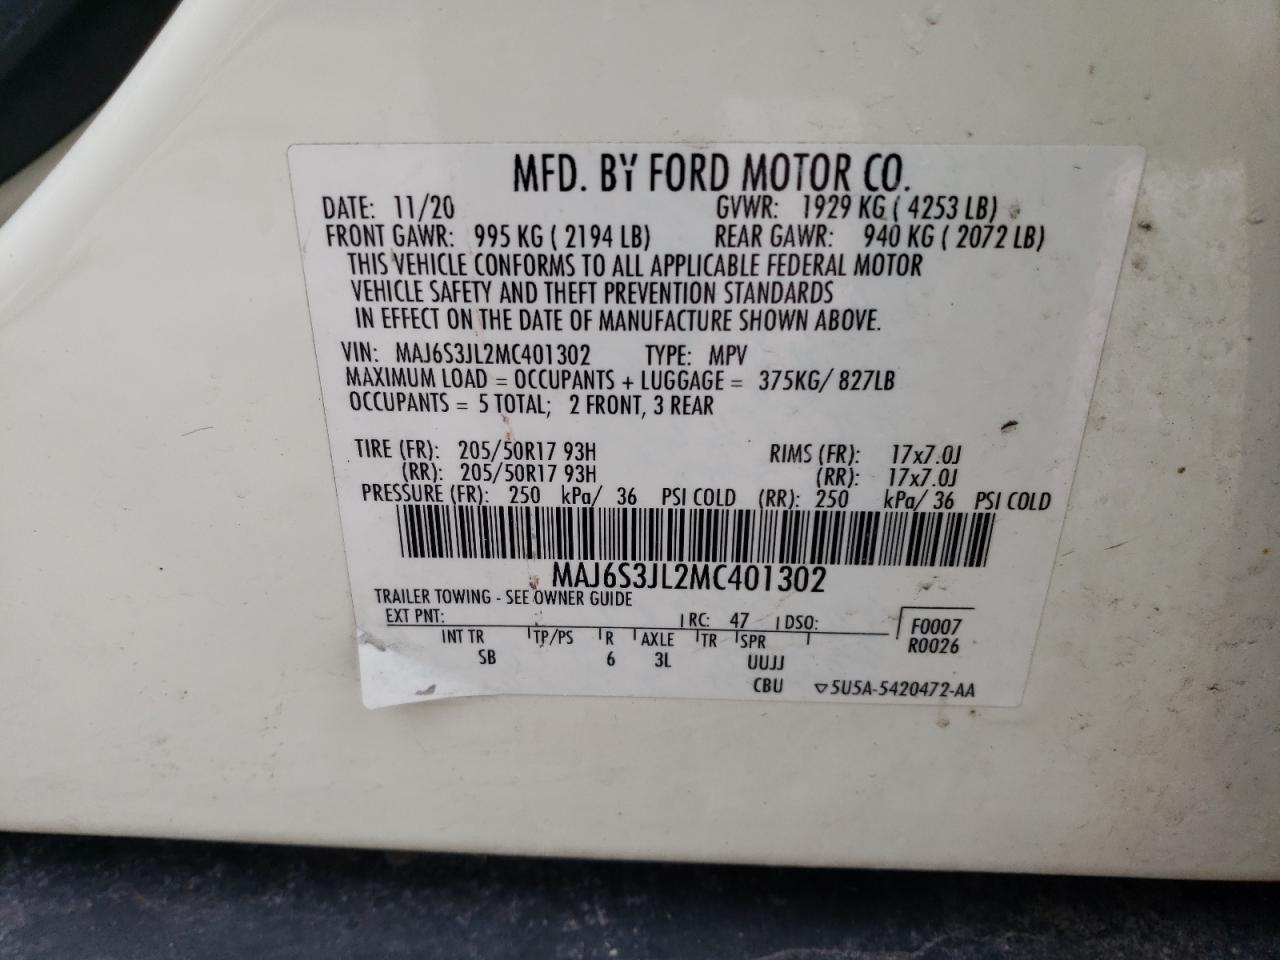 MFD. BY FORD MOTOR CO.
DATE: 11/20 GVWR: 1929 KG ( 4253 LB)
FRONT GAWR: 995 KG ( 2194 LB) REAR GAWR: 940 KG ( 2072 LB)
THIS VEHICLE CONFORMS TO ALL APPLICABLE FEDERAL MOTOR
VEHICLE SAFETY AND THEFT PREVENTION STANDARDS
IN EFFECT ON THE DATE OF MANUFACTURE SHOWN ABOVE.
VIN: MAJ6S3JL2MC401302 TYPE: MPV
MAXIMUM LOAD = OCCUPANTS + LUGGAGE = 375KG/ 827LB
OCCUPANTS = 5 TOTAL; 2 FRONT, 3 REAR
TIRE (FR): 205/50R17 93H RIMS (FR): 17x7.0J
(RR): 205/50R17 93H (RR): 17x7.0J
PRESSURE (FR): 250 kPa/ 36 PSI COLD (RR): 250 kPa/ 36 PSI COLD
MAJ6S3JL2MC401302
TRAILER TOWING - SEE OWNER GUIDE
EXT PNT: RC: 47 DSO: F0007
INT TR TP/PS R AXLE TR SPR R0026
SB 6 3L UUJJ
CBU ▽5U5A-5420472-AA